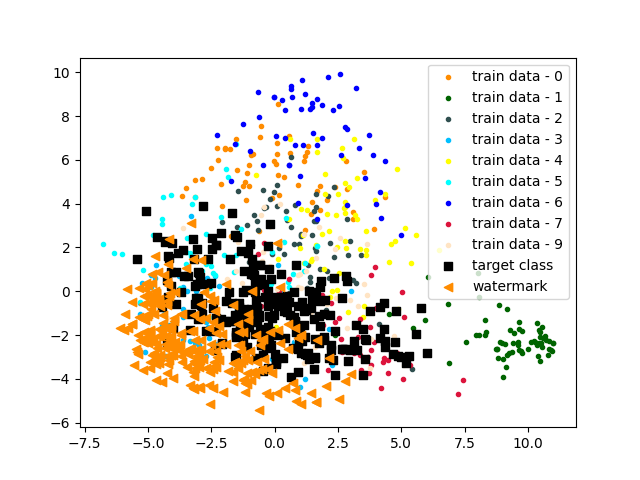 10
8
6
4
2
0
−2
−4
−6
−7.5
−5.0
−2.5
0.0
2.5
5.0
7.5
10.0
train data - 0
train data - 1
train data - 2
train data - 3
train data - 4
train data - 5
train data - 6
train data - 7
train data - 9
target class
watermark